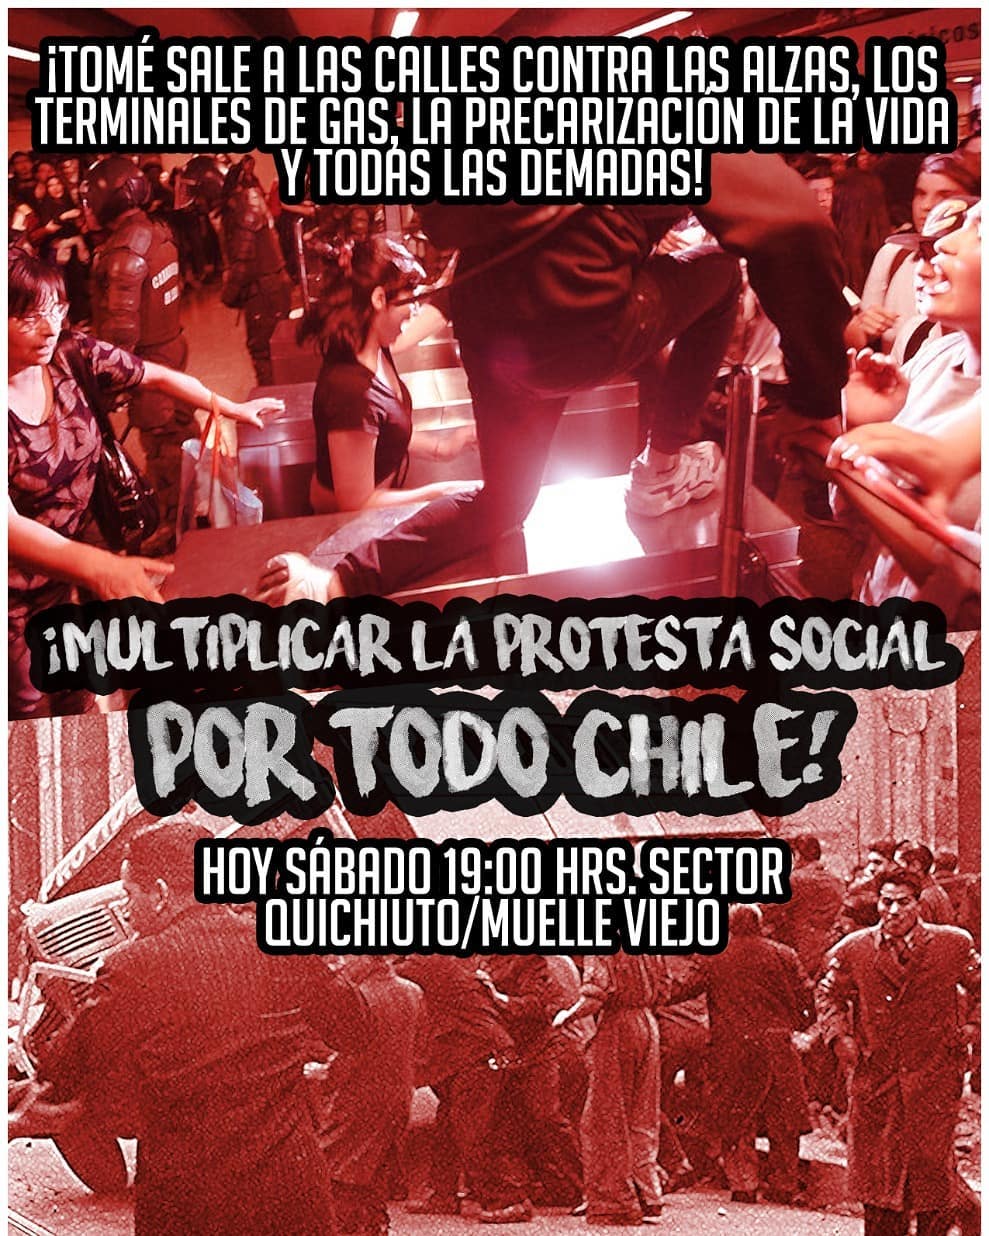 ¡TOMÉ SALE A LAS CALLES CONTRA LAS ALZAS, LOS
TERMINALES DE GAS, LA PRECARIZACIÓN DE LA VIDA
Y TODAS LAS DEMADAS!
¡MULTIPLICAR LA PROTESTA SOCIAL
POR TODO CHILE!
HOY SÁBADO 19:00 HRS. SECTOR
QUICHIUTO/MUELLE VIEJO